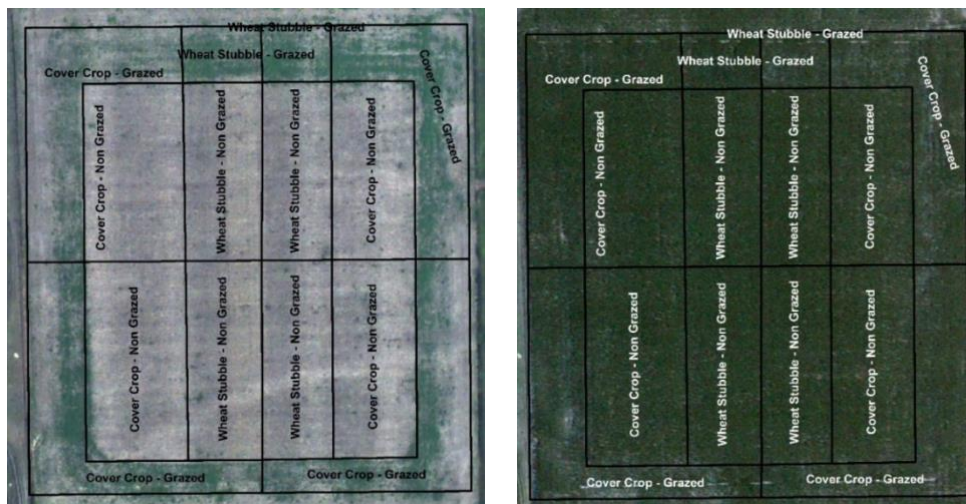 Wheat Stubble - Grazed
Wheat Stubble - Grazed
Cover Crop - Grazed
Cover Crop - Grazed
Cover Crop - Non Grazed
Wheat Stubble - Non Grazed
Wheat Stubble - Non Grazed
Cover Crop - Non Grazed
Cover Crop - Non Grazed
Wheat Stubble - Non Grazed
Wheat Stubble - Non Grazed
Cover Crop - Non Grazed
Cover Crop - Grazed
Cover Crop - Grazed
Wheat Stubble - Grazed
Wheat Stubble - Grazed
Cover Crop - Grazed
Cover Crop - Grazed
Cover Crop - Non Grazed
Wheat Stubble - Non Grazed
Wheat Stubble - Non Grazed
Cover Crop - Non Grazed
Cover Crop - Non Grazed
Wheat Stubble - Non Grazed
Wheat Stubble - Non Grazed
Cover Crop - Non Grazed
Cover Crop - Grazed
Cover Crop - Grazed